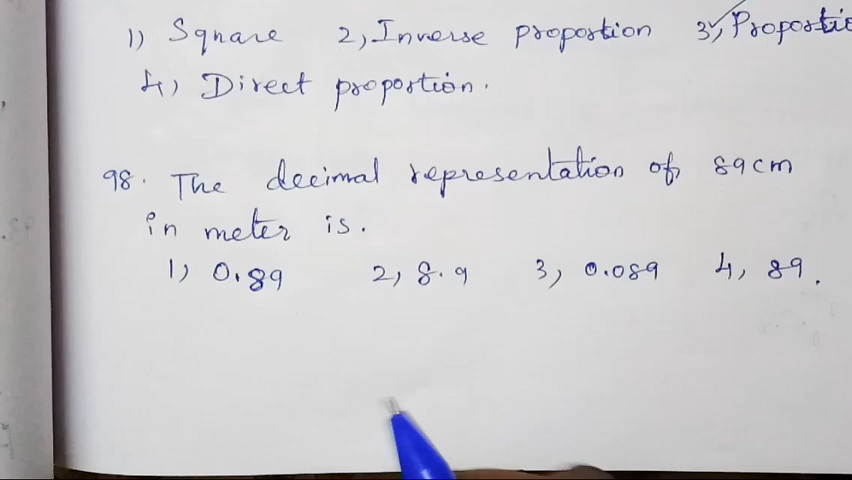 1) Square 2, Inverse proportion 3, Proportio
4) Direct proportion.
98. The decimal representation of 89cm
in meter is.
1) 0.89 2, 8.9 3, 0.089 4, 89.